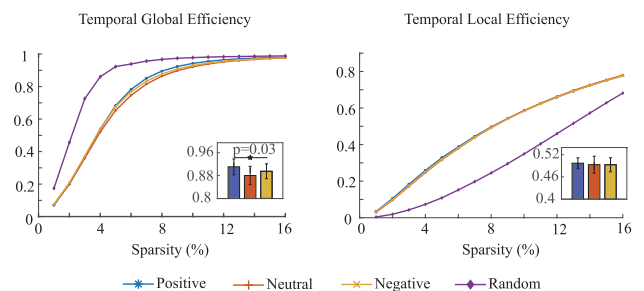 Temporal Global Efficiency
1
0.8
0.6
0.4
0.2
0
0 4 8 12 16
Sparsity (%)
p=0.03
*
0.96
0.88
0.8
Temporal Local Efficiency
0.8
0.6
0.4
0.2
0
0 4 8 12 16
Sparsity (%)
0.52
0.46
0.4
Positive Neutral Negative Random